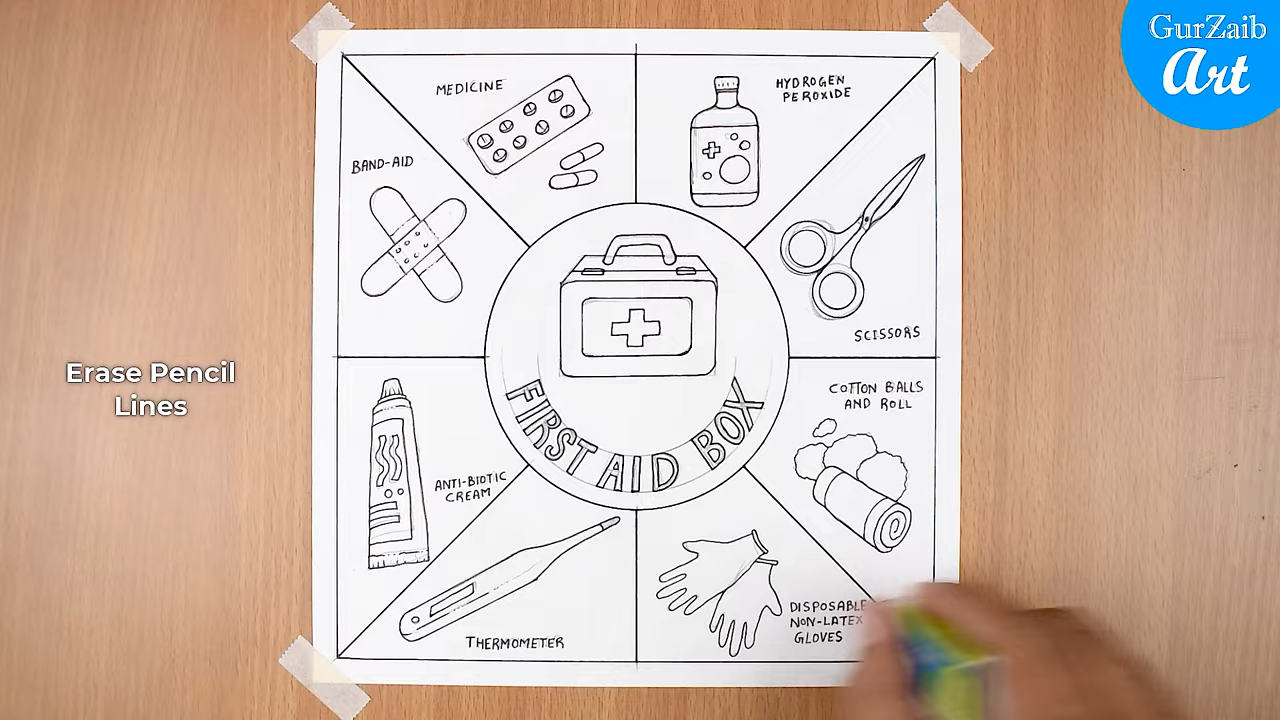 GurZaib
Art
MEDICINE
HYDROGEN
PEROXIDE
BAND-AID
SCISSORS
Erase Pencil
Lines
COTTON BALLS
AND ROLL
FIRST AID BOX
ANTI-BIOTIC
CREAM
DISPOSABLE
NON-LATEX
GLOVES
THERMOMETER